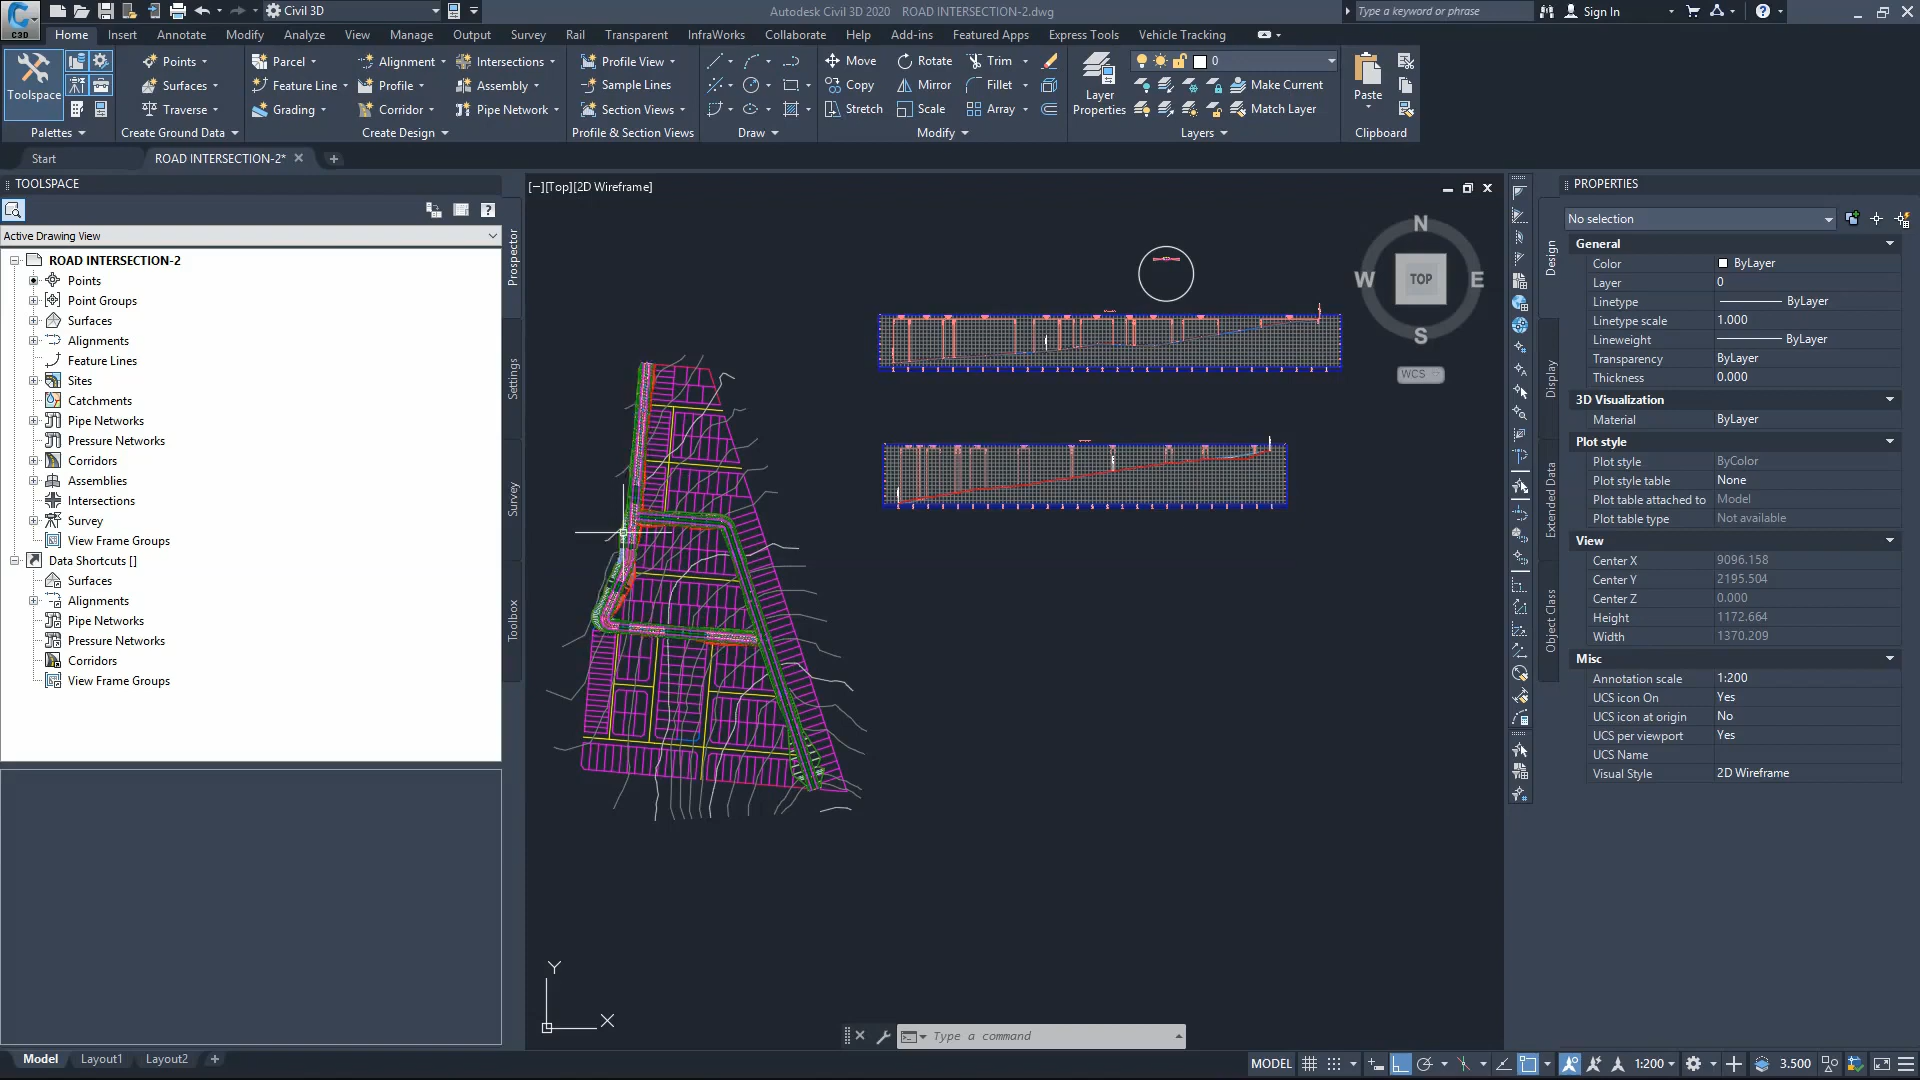 C3D
Civil 3D
Autodesk Civil 3D 2020 ROAD INTERSECTION-2.dwg
Type a keyword or phrase
Sign In
Home Insert Annotate Modify Analyze View Manage Output Survey Rail Transparent InfraWorks Collaborate Help Add-ins Featured Apps Express Tools Vehicle Tracking
Toolspace
Points
Surfaces
Traverse
Parcel
Feature Line
Grading
Alignment
Profile
Corridor
Intersections
Assembly
Pipe Network
Profile View
Sample Lines
Section Views
Move
Copy
Stretch
Rotate
Mirror
Scale
Trim
Fillet
Array
Layer
Properties
0
Make Current
Match Layer
Paste
Palettes
Create Ground Data
Create Design
Profile & Section Views
Draw
Modify
Layers
Clipboard
Start
ROAD INTERSECTION-2*
TOOLSPACE
Active Drawing View
ROAD INTERSECTION-2
Points
Point Groups
Surfaces
Alignments
Feature Lines
Sites
Catchments
Pipe Networks
Pressure Networks
Corridors
Assemblies
Intersections
Survey
View Frame Groups
Data Shortcuts []
Surfaces
Alignments
Pipe Networks
Pressure Networks
Corridors
View Frame Groups
Prospector
Settings
Survey
Toolbox
[−][Top][2D Wireframe]
N
W
TOP
E
S
WCS
Y
X
Type a command
Design
Display
Extended Data
Object Class
PROPERTIES
No selection
General
Color ByLayer
Layer 0
Linetype ByLayer
Linetype scale 1.000
Lineweight ByLayer
Transparency ByLayer
Thickness 0.000
3D Visualization
Material ByLayer
Plot style
Plot style ByColor
Plot style table None
Plot table attached to Model
Plot table type Not available
View
Center X 9096.158
Center Y 2195.504
Center Z 0.000
Height 1172.664
Width 1370.209
Misc
Annotation scale 1:200
UCS icon On Yes
UCS icon at origin No
UCS per viewport Yes
UCS Name
Visual Style 2D Wireframe
Model Layout1 Layout2
MODEL
1:200
3.500